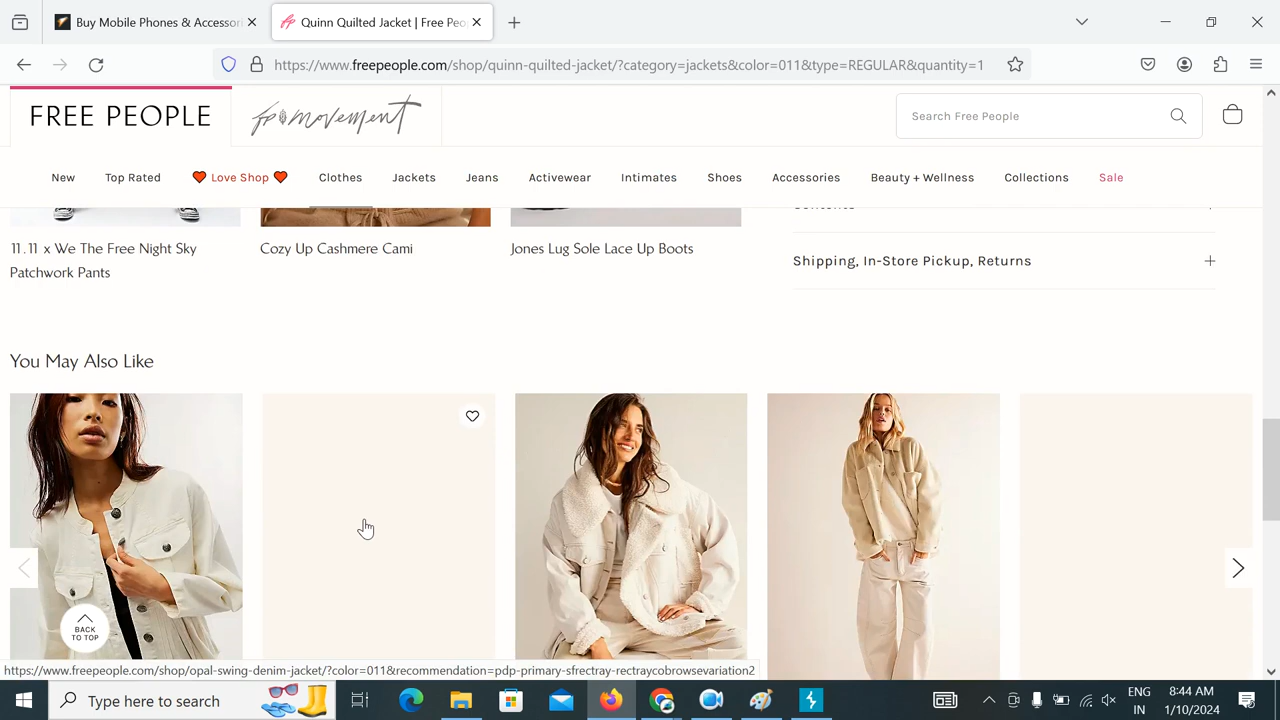 Buy Mobile Phones & Accessori
Quinn Quilted Jacket | Free Peo
https://www.freepeople.com/shop/quinn-quilted-jacket/?category=jackets&color=011&type=REGULAR&quantity=1
FREE PEOPLE
fp movement
Search Free People
New Top Rated Love Shop Clothes Jackets Jeans Activewear Intimates Shoes Accessories Beauty + Wellness Collections Sale
11.11 x We The Free Night Sky
Patchwork Pants
Cozy Up Cashmere Cami
Jones Lug Sole Lace Up Boots
Contents
Shipping, In-Store Pickup, Returns
You May Also Like
BACK
TO TOP
https://www.freepeople.com/shop/opal-swing-denim-jacket/?color=011&recommendation=pdp-primary-sfrectray-rectraycobrowsevariation2
Type here to search
ENG
IN
8:44 AM
1/10/2024